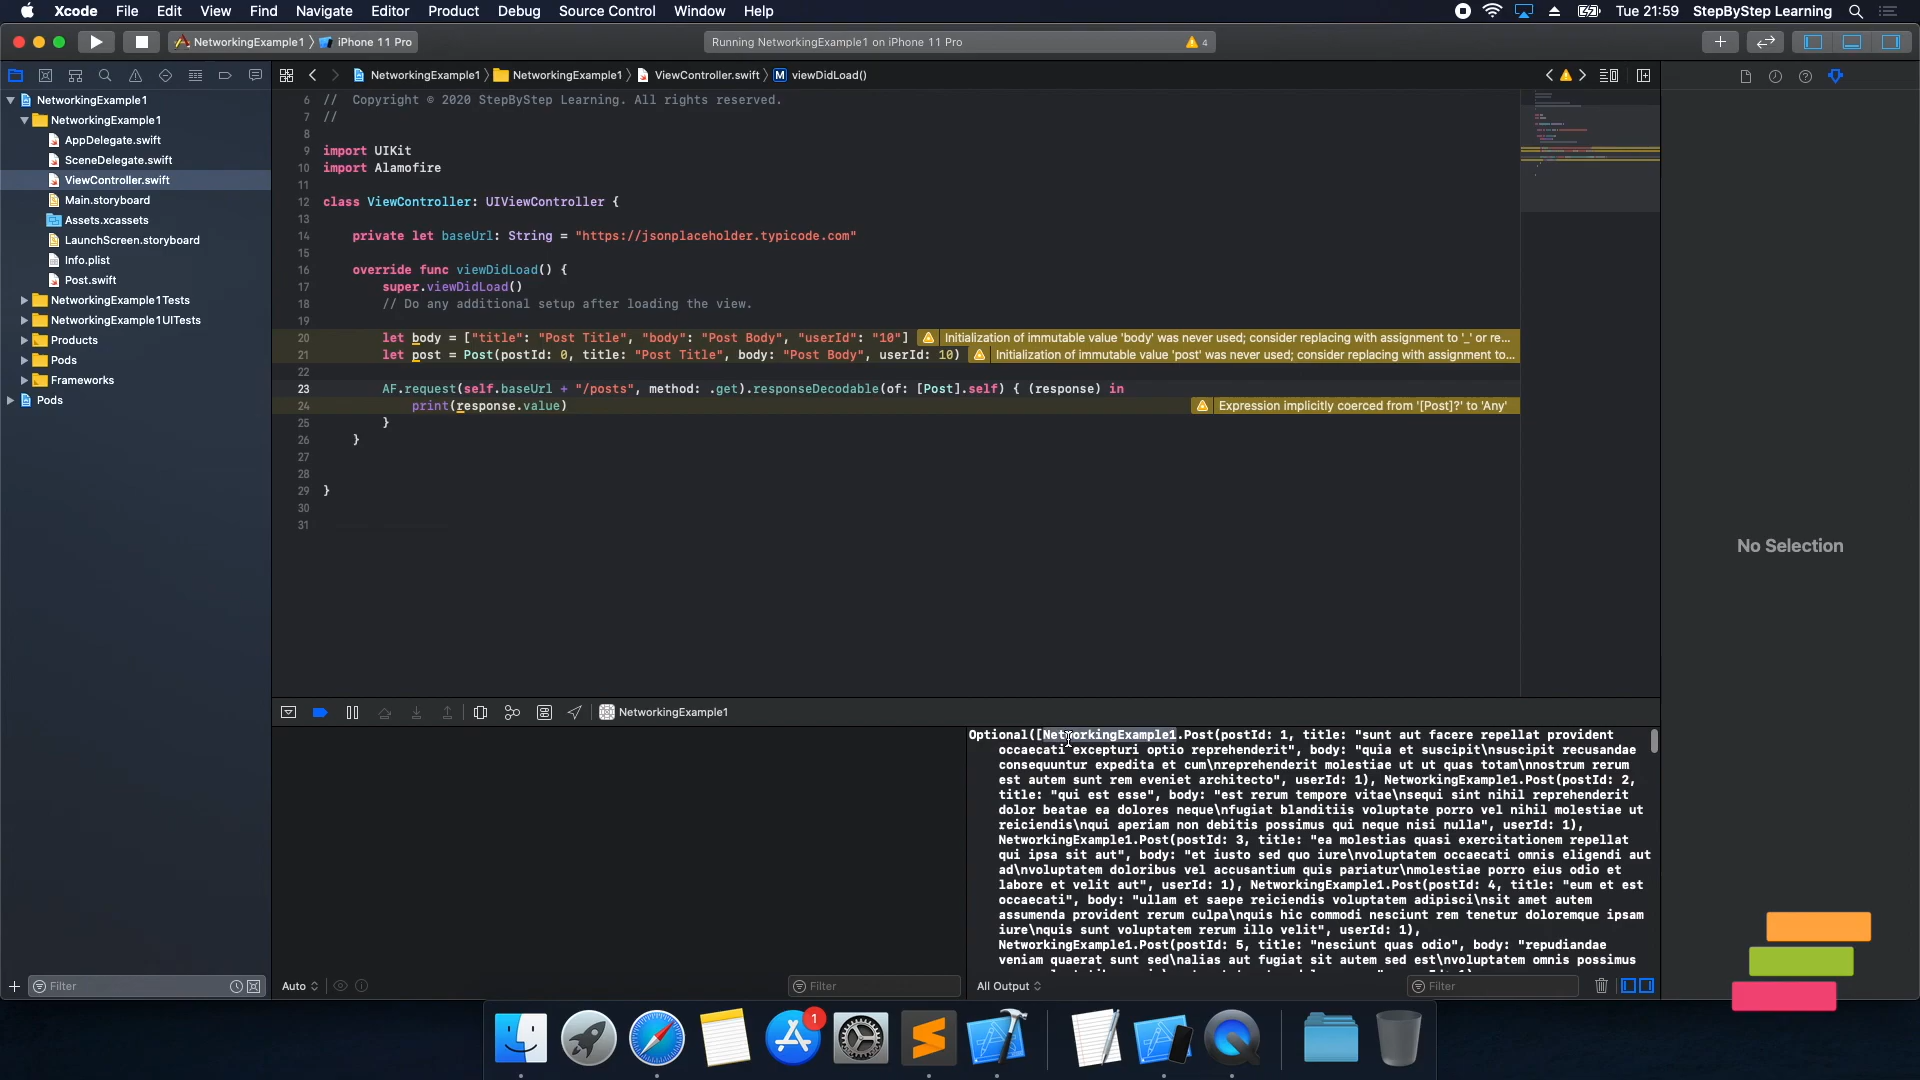 Xcode File Edit View Find Navigate Editor Product Debug Source Control Window Help Tue 21:59 StepByStep Learning
NetworkingExample1 iPhone 11 Pro Running NetworkingExample1 on iPhone 11 Pro 4
NetworkingExample1 NetworkingExample1 ViewController.swift M viewDidLoad()
NetworkingExample1
NetworkingExample1
AppDelegate.swift
SceneDelegate.swift
ViewController.swift
Main.storyboard
Assets.xcassets
LaunchScreen.storyboard
Info.plist
Post.swift
NetworkingExample1Tests
NetworkingExample1UITests
Products
Pods
Frameworks
Pods
6 // Copyright © 2020 StepByStep Learning. All rights reserved.
7 //
8
9 import UIKit
10 import Alamofire
11
12 class ViewController: UIViewController {
13
14 private let baseUrl: String = "https://jsonplaceholder.typicode.com"
15
16 override func viewDidLoad() {
17 super.viewDidLoad()
18 // Do any additional setup after loading the view.
19
20 let body = ["title": "Post Title", "body": "Post Body", "userId": "10"] Initialization of immutable value 'body' was never used; consider replacing with assignment to '_' or re...
21 let post = Post(postId: 0, title: "Post Title", body: "Post Body", userId: 10) Initialization of immutable value 'post' was never used; consider replacing with assignment to...
22
23 AF.request(self.baseUrl + "/posts", method: .get).responseDecodable(of: [Post].self) { (response) in
24 print(response.value) Expression implicitly coerced from '[Post]?' to 'Any'
25 }
26 }
27
28
29 }
30
31
No Selection
NetworkingExample1
Optional([NetworkingExample1.Post(postId: 1, title: "sunt aut facere repellat provident
occaecati excepturi optio reprehenderit", body: "quia et suscipit\nsuscipit recusandae
consequuntur expedita et cum\nreprehenderit molestiae ut ut quas totam\nnostrum rerum
est autem sunt rem eveniet architecto", userId: 1), NetworkingExample1.Post(postId: 2,
title: "qui est esse", body: "est rerum tempore vitae\nsequi sint nihil reprehenderit
dolor beatae ea dolores neque\nfugiat blanditiis voluptate porro vel nihil molestiae ut
reiciendis\nqui aperiam non debitis possimus qui neque nisi nulla", userId: 1),
NetworkingExample1.Post(postId: 3, title: "ea molestias quasi exercitationem repellat
qui ipsa sit aut", body: "et iusto sed quo iure\nvoluptatem occaecati omnis eligendi aut
ad\nvoluptatem doloribus vel accusantium quis pariatur\nmolestiae porro eius odio et
labore et velit aut", userId: 1), NetworkingExample1.Post(postId: 4, title: "eum et est
occaecati", body: "ullam et saepe reiciendis voluptatem adipisci\nsit amet autem
assumenda provident rerum culpa\nquis hic commodi nesciunt rem tenetur doloremque ipsam
iure\nquis sunt voluptatem rerum illo velit", userId: 1),
NetworkingExample1.Post(postId: 5, title: "nesciunt quas odio", body: "repudiandae
veniam quaerat sunt sed\nalias aut fugiat sit autem sed est\nvoluptatem omnis possimus
Filter Auto Filter All Output Filter
1